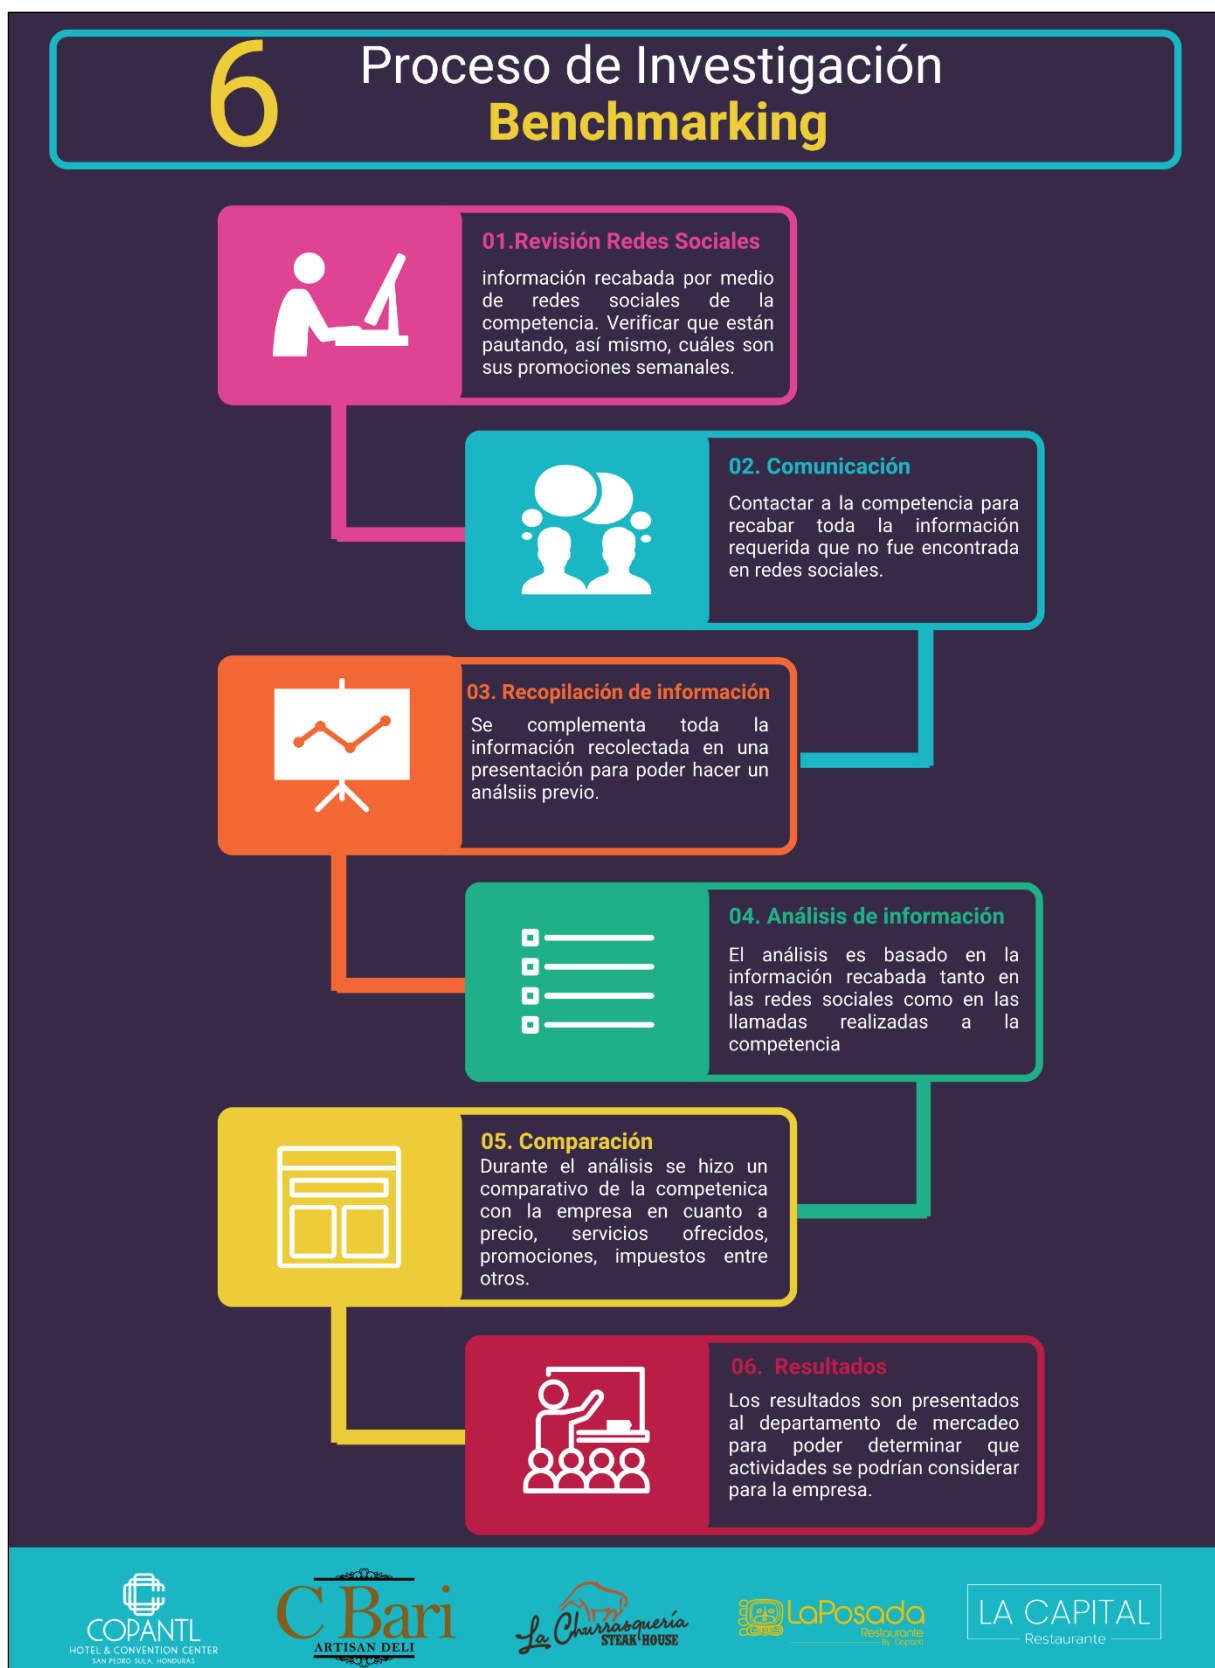 6
Proceso de Investigación
Benchmarking
01.Revisión Redes Sociales
información recabada por medio
de redes sociales de la
competencia. Verificar que están
pautando, así mismo, cuáles son
sus promociones semanales.
02. Comunicación
Contactar a la competencia para
recabar toda la información
requerida que no fue encontrada
en redes sociales.
03. Recopilación de información
Se complementa toda la
información recolectada en una
presentación para poder hacer un
análsiis previo.
04. Análisis de información
El análisis es basado en la
información recabada tanto en
las redes sociales como en las
llamadas realizadas a la
competencia
05. Comparación
Durante el análisis se hizo un
comparativo de la competenica
con la empresa en cuanto a
precio, servicios ofrecidos,
promociones, impuestos entre
otros.
06. Resultados
Los resultados son presentados
al departamento de mercadeo
para poder determinar que
actividades se podrían considerar
para la empresa.
COPANTL
HOTEL & CONVENTION CENTER
SAN PEDRO SULA, HONDURAS
C Bari
ARTISAN DELI
La Churrasquería
STEAK HOUSE
LaPosada
Restaurante
By Copantl
LA CAPITAL
Restaurante